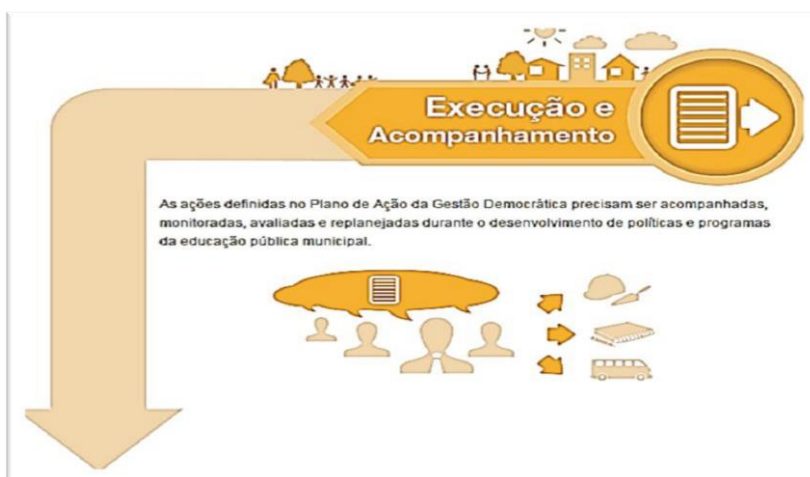 Execução e
Acompanhamento
As ações definidas no Plano de Ação da Gestão Democrática precisam ser acompanhadas,
monitoradas, avaliadas e replanejadas durante o desenvolvimento de políticas e programas
da educação pública municipal.